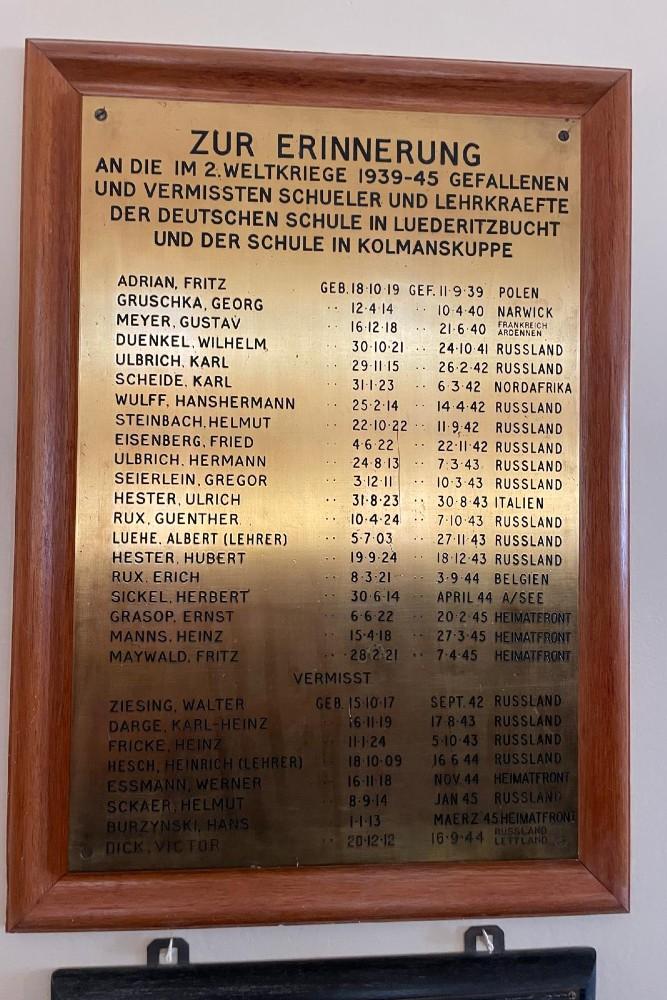 ZUR ERINNERUNG
AN DIE IM 2. WELTKRIEGE 1939-45 GEFALLENEN
UND VERMISSTEN SCHUELER UND LEHRKRAEFTE
DER DEUTSCHEN SCHULE IN LUEDERITZBUCHT
UND DER SCHULE IN KOLMANSKUPPE
ADRIAN, FRITZ GEB. 18·10·19 GEF. 11·9·39 POLEN
GRUSCHKA, GEORG ·· 12·4·14 ·· 10·4·40 NARWICK
MEYER, GUSTAV ·· 16·12·18 ·· 21·6·40 FRANKREICH ARDENNEN
DUENKEL, WILHELM ·· 30·10·21 ·· 24·10·41 RUSSLAND
ULBRICH, KARL ·· 29·11·15 ·· 26·2·42 RUSSLAND
SCHEIDE, KARL ·· 31·1·23 ·· 6·3·42 NORDAFRIKA
WULFF, HANSHERMANN ·· 25·2·14 ·· 14·4·42 RUSSLAND
STEINBACH, HELMUT ·· 22·10·22 ·· 11·9·42 RUSSLAND
EISENBERG, FRIED ·· 4·6·22 ·· 22·11·42 RUSSLAND
ULBRICH, HERMANN ·· 24·8·13 ·· 7·3·43 RUSSLAND
SEIERLEIN, GREGOR ·· 3·12·11 ·· 10·3·43 RUSSLAND
HESTER, ULRICH ·· 31·8·23 ·· 30·8·43 ITALIEN
RUX, GUENTHER ·· 10·4·24 ·· 7·10·43 RUSSLAND
LUEHE, ALBERT (LEHRER) ·· 5·7·03 ·· 27·11·43 RUSSLAND
HESTER, HUBERT ·· 19·9·24 ·· 18·12·43 RUSSLAND
RUX, ERICH ·· 8·3·21 ·· 3·9·44 BELGIEN
SICKEL, HERBERT ·· 30·6·14 ·· APRIL 44 A/SEE
GRASOP, ERNST ·· 6·6·22 ·· 20·2·45 HEIMATFRONT
MANNS, HEINZ ·· 15·4·18 ·· 27·3·45 HEIMATFRONT
MAYWALD, FRITZ ·· 28·2·21 ·· 7·4·45 HEIMATFRONT
VERMISST
ZIESING, WALTER GEB. 15·10·17 SEPT. 42 RUSSLAND
DARGE, KARL-HEINZ ·· 16·11·19 17·8·43 RUSSLAND
FRICKE, HEINZ ·· 11·1·24 5·10·43 RUSSLAND
HESCH, HEINRICH (LEHRER) ·· 18·10·09 16·6·44 RUSSLAND
ESSMANN, WERNER ·· 16·11·18 NOV. 44 HEIMATFRONT
SCKAER, HELMUT ·· 8·9·14 JAN 45 RUSSLAND
BURZYNSKI, HANS ·· 1·1·13 MAERZ 45 HEIMATFRONT
DICK, VICTOR ·· 20·12·12 16·9·44 RUSSLAND LETTLAND